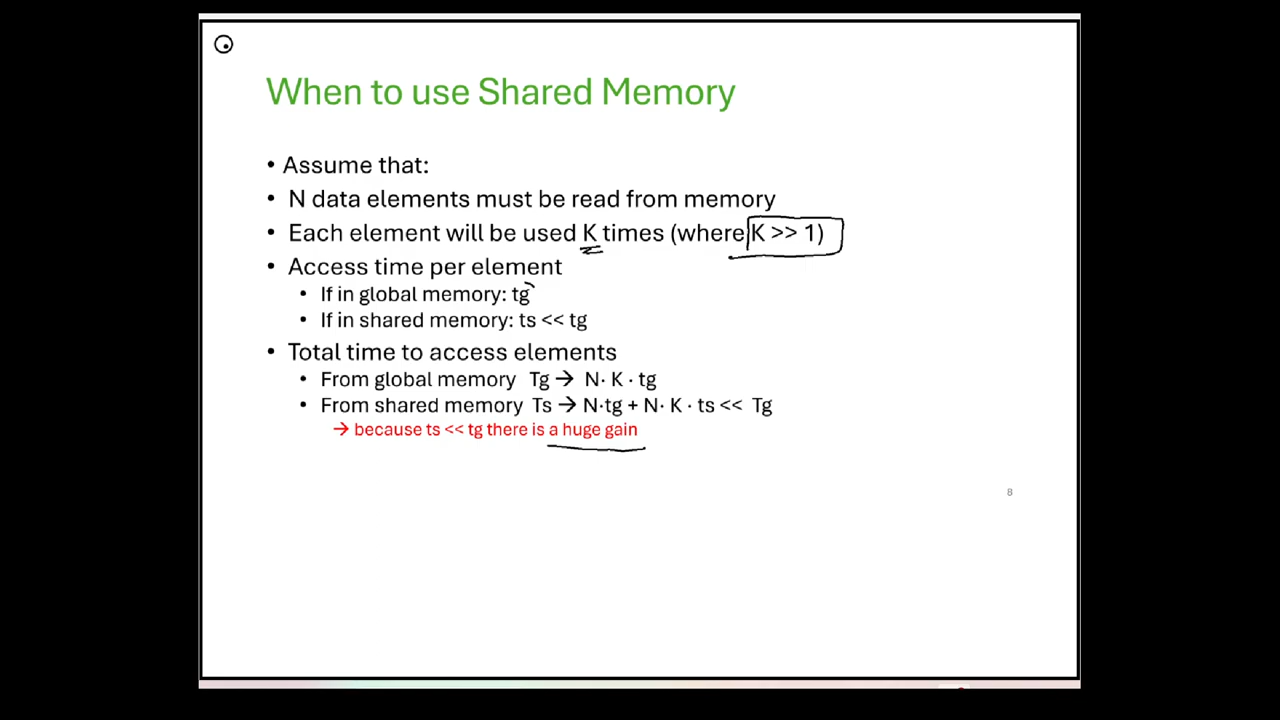 When to use Shared Memory
• Assume that:
• N data elements must be read from memory
• Each element will be used K times (where K >> 1)
• Access time per element
• If in global memory: tg
• If in shared memory: ts << tg
• Total time to access elements
• From global memory Tg → N· K · tg
• From shared memory Ts → N·tg + N· K · ts << Tg
→ because ts << tg there is a huge gain
8